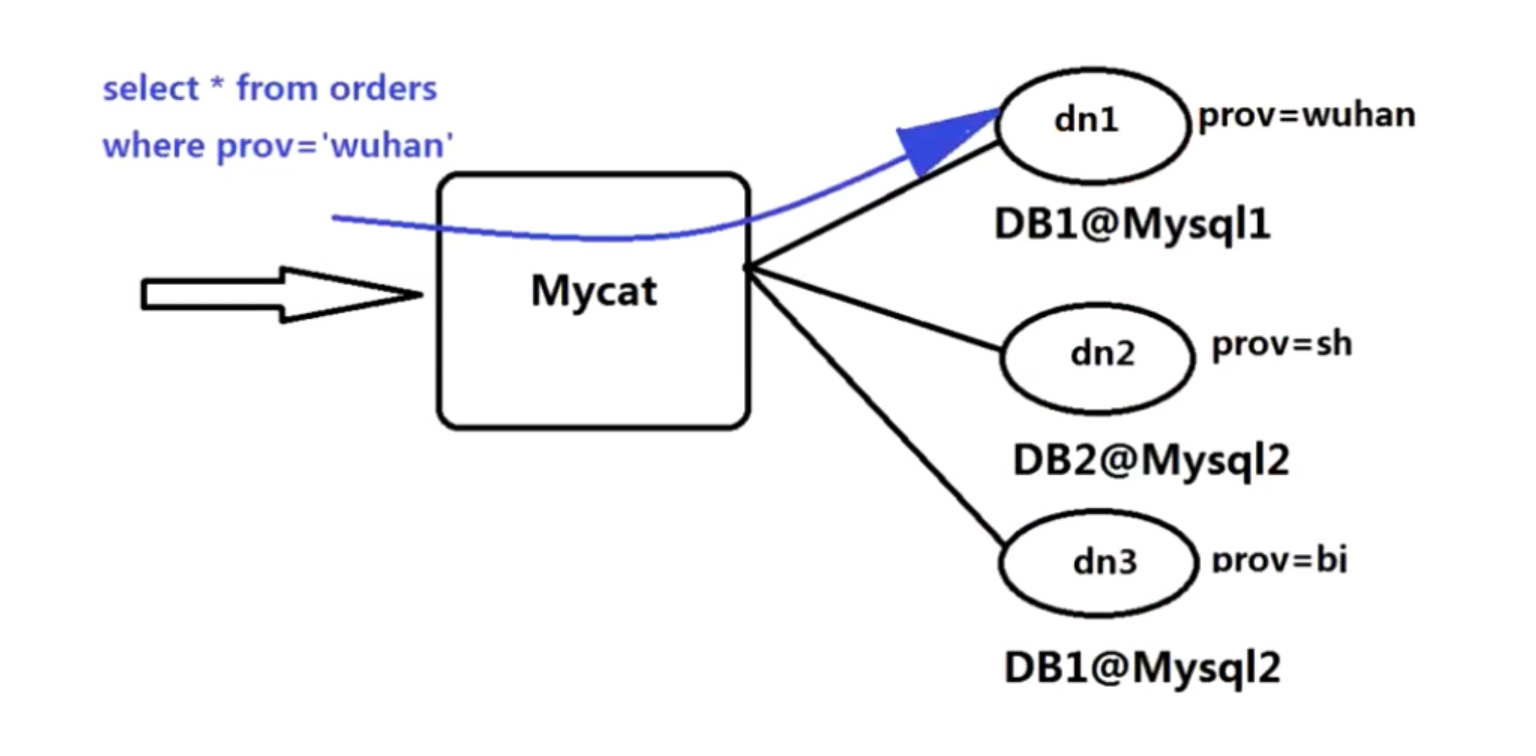 select * from orders
where prov='wuhan'
Mycat
dn1
prov=wuhan
DB1@Mysql1
dn2
prov=sh
DB2@Mysql2
dn3
prov=bi
DB1@Mysql2